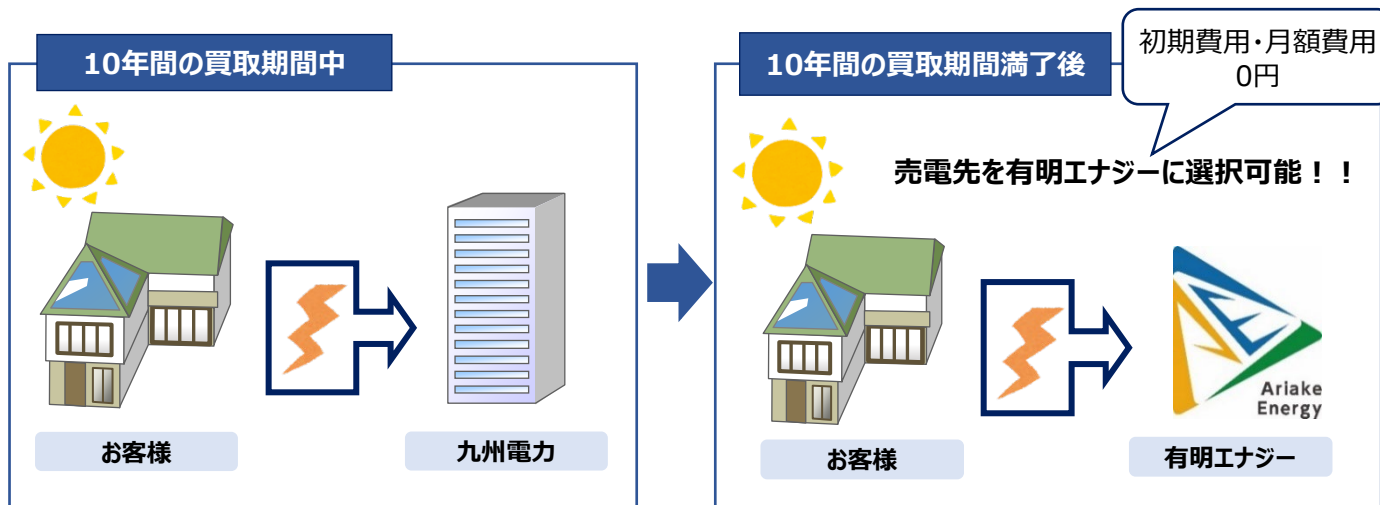 10年間の買取期間中
お客様
九州電力
10年間の買取期間満了後
初期費用・月額費用
0円
売電先を有明エナジーに選択可能！！
お客様
Ariake
Energy
有明エナジー